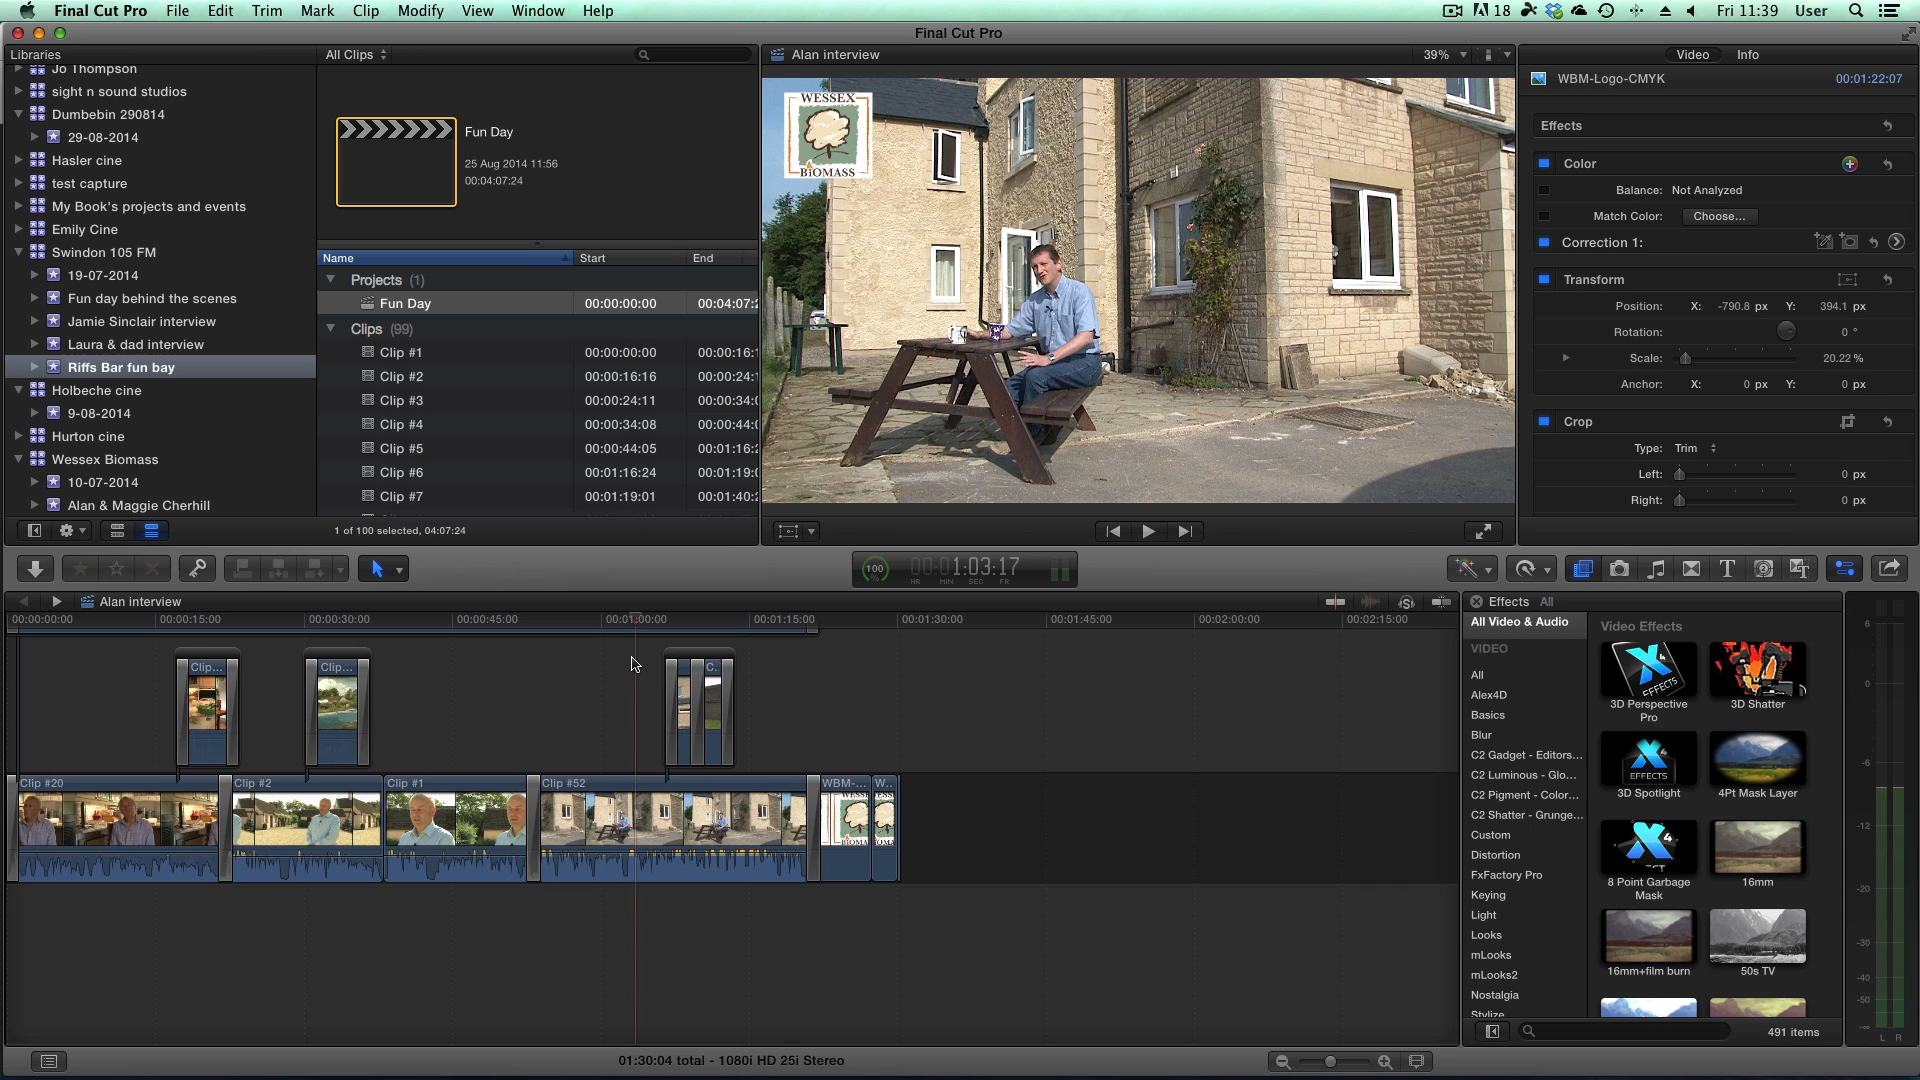 Final Cut Pro File Edit Trim Mark Clip Modify View Window Help 18 Fri 11:39 User
Final Cut Pro
Libraries
Jo Thompson
sight n sound studios
Dumbebin 290814
29-08-2014
Hasler cine
test capture
My Book's projects and events
Emily Cine
Swindon 105 FM
19-07-2014
Fun day behind the scenes
Jamie Sinclair interview
Laura & dad interview
Riffs Bar fun bay
Holbeche cine
9-08-2014
Hurton cine
Wessex Biomass
10-07-2014
Alan & Maggie Cherhill
All Clips
Fun Day
25 Aug 2014 11:56
00:04:07:24
Name Start End
Projects (1)
Fun Day 00:00:00:00 00:04:07:2
Clips (99)
Clip #1 00:00:00:00 00:00:16:1
Clip #2 00:00:16:16 00:00:24:1
Clip #3 00:00:24:11 00:00:34:0
Clip #4 00:00:34:08 00:00:44:0
Clip #5 00:00:44:05 00:01:16:2
Clip #6 00:01:16:24 00:01:19:0
Clip #7 00:01:19:01 00:01:40:2
1 of 100 selected, 04:07:24
Alan interview 39%
WESSEX
BiOMASS
Video Info
WBM-Logo-CMYK 00:01:22:07
Effects
Color
Balance: Not Analyzed
Match Color: Choose...
Correction 1:
Transform
Position: X: -790.8 px Y: 394.1 px
Rotation: 0 °
Scale: 20.22 %
Anchor: X: 0 px Y: 0 px
Crop
Type: Trim
Left: 0 px
Right: 0 px
100 % 00:01:03:17
HR MIN SEC FR
Alan interview
00:00:00:00 00:00:15:00 00:00:30:00 00:00:45:00 00:01:00:00 00:01:15:00 00:01:30:00 00:01:45:00 00:02:00:00 00:02:15:00
Clip... Clip... C.
Clip #20 Clip #2 Clip #1 Clip #52 WBM-... W..
01:30:04 total - 1080i HD 25i Stereo
Effects All
All Video & Audio
VIDEO
All
Alex4D
Basics
Blur
C2 Gadget - Editors...
C2 Luminous - Glo...
C2 Pigment - Color...
C2 Shatter - Grunge...
Custom
Distortion
FxFactory Pro
Keying
Light
Looks
mLooks
mLooks2
Nostalgia
Stylize
Video Effects
3D Perspective Pro
3D Shatter
3D Spotlight
4Pt Mask Layer
8 Point Garbage Mask
16mm
16mm+film burn
50s TV
491 items
6
0
-6
-12
-20
-30
-40
-50
-∞
L R